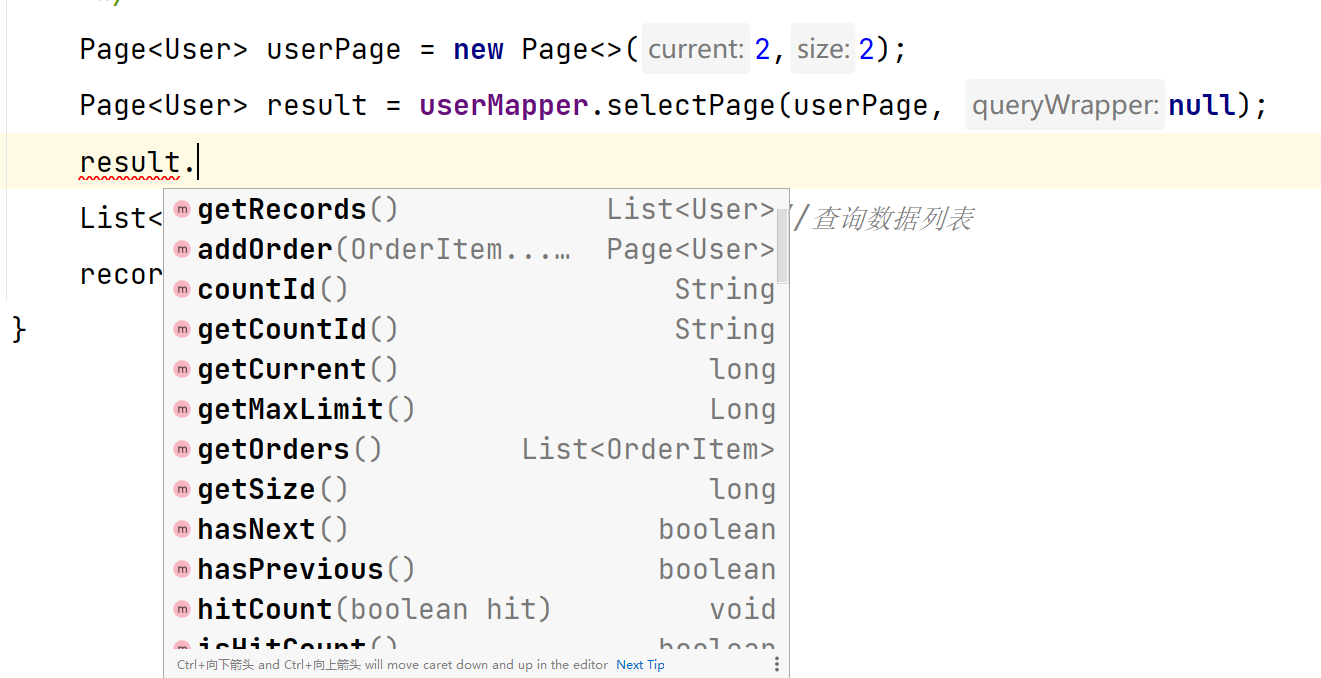 */
Page<User> userPage = new Page<>( current: 2, size: 2);
Page<User> result = userMapper.selectPage(userPage, queryWrapper: null);
result.
List< //查询数据列表
recor
}
m getRecords() List<User>
m addOrder(OrderItem...… Page<User>
m countId() String
m getCountId() String
m getCurrent() long
m getMaxLimit() Long
m getOrders() List<OrderItem>
m getSize() long
m hasNext() boolean
m hasPrevious() boolean
m hitCount(boolean hit) void
m isHitCount() boolean
Ctrl+向下箭头 and Ctrl+向上箭头 will move caret down and up in the editor Next Tip